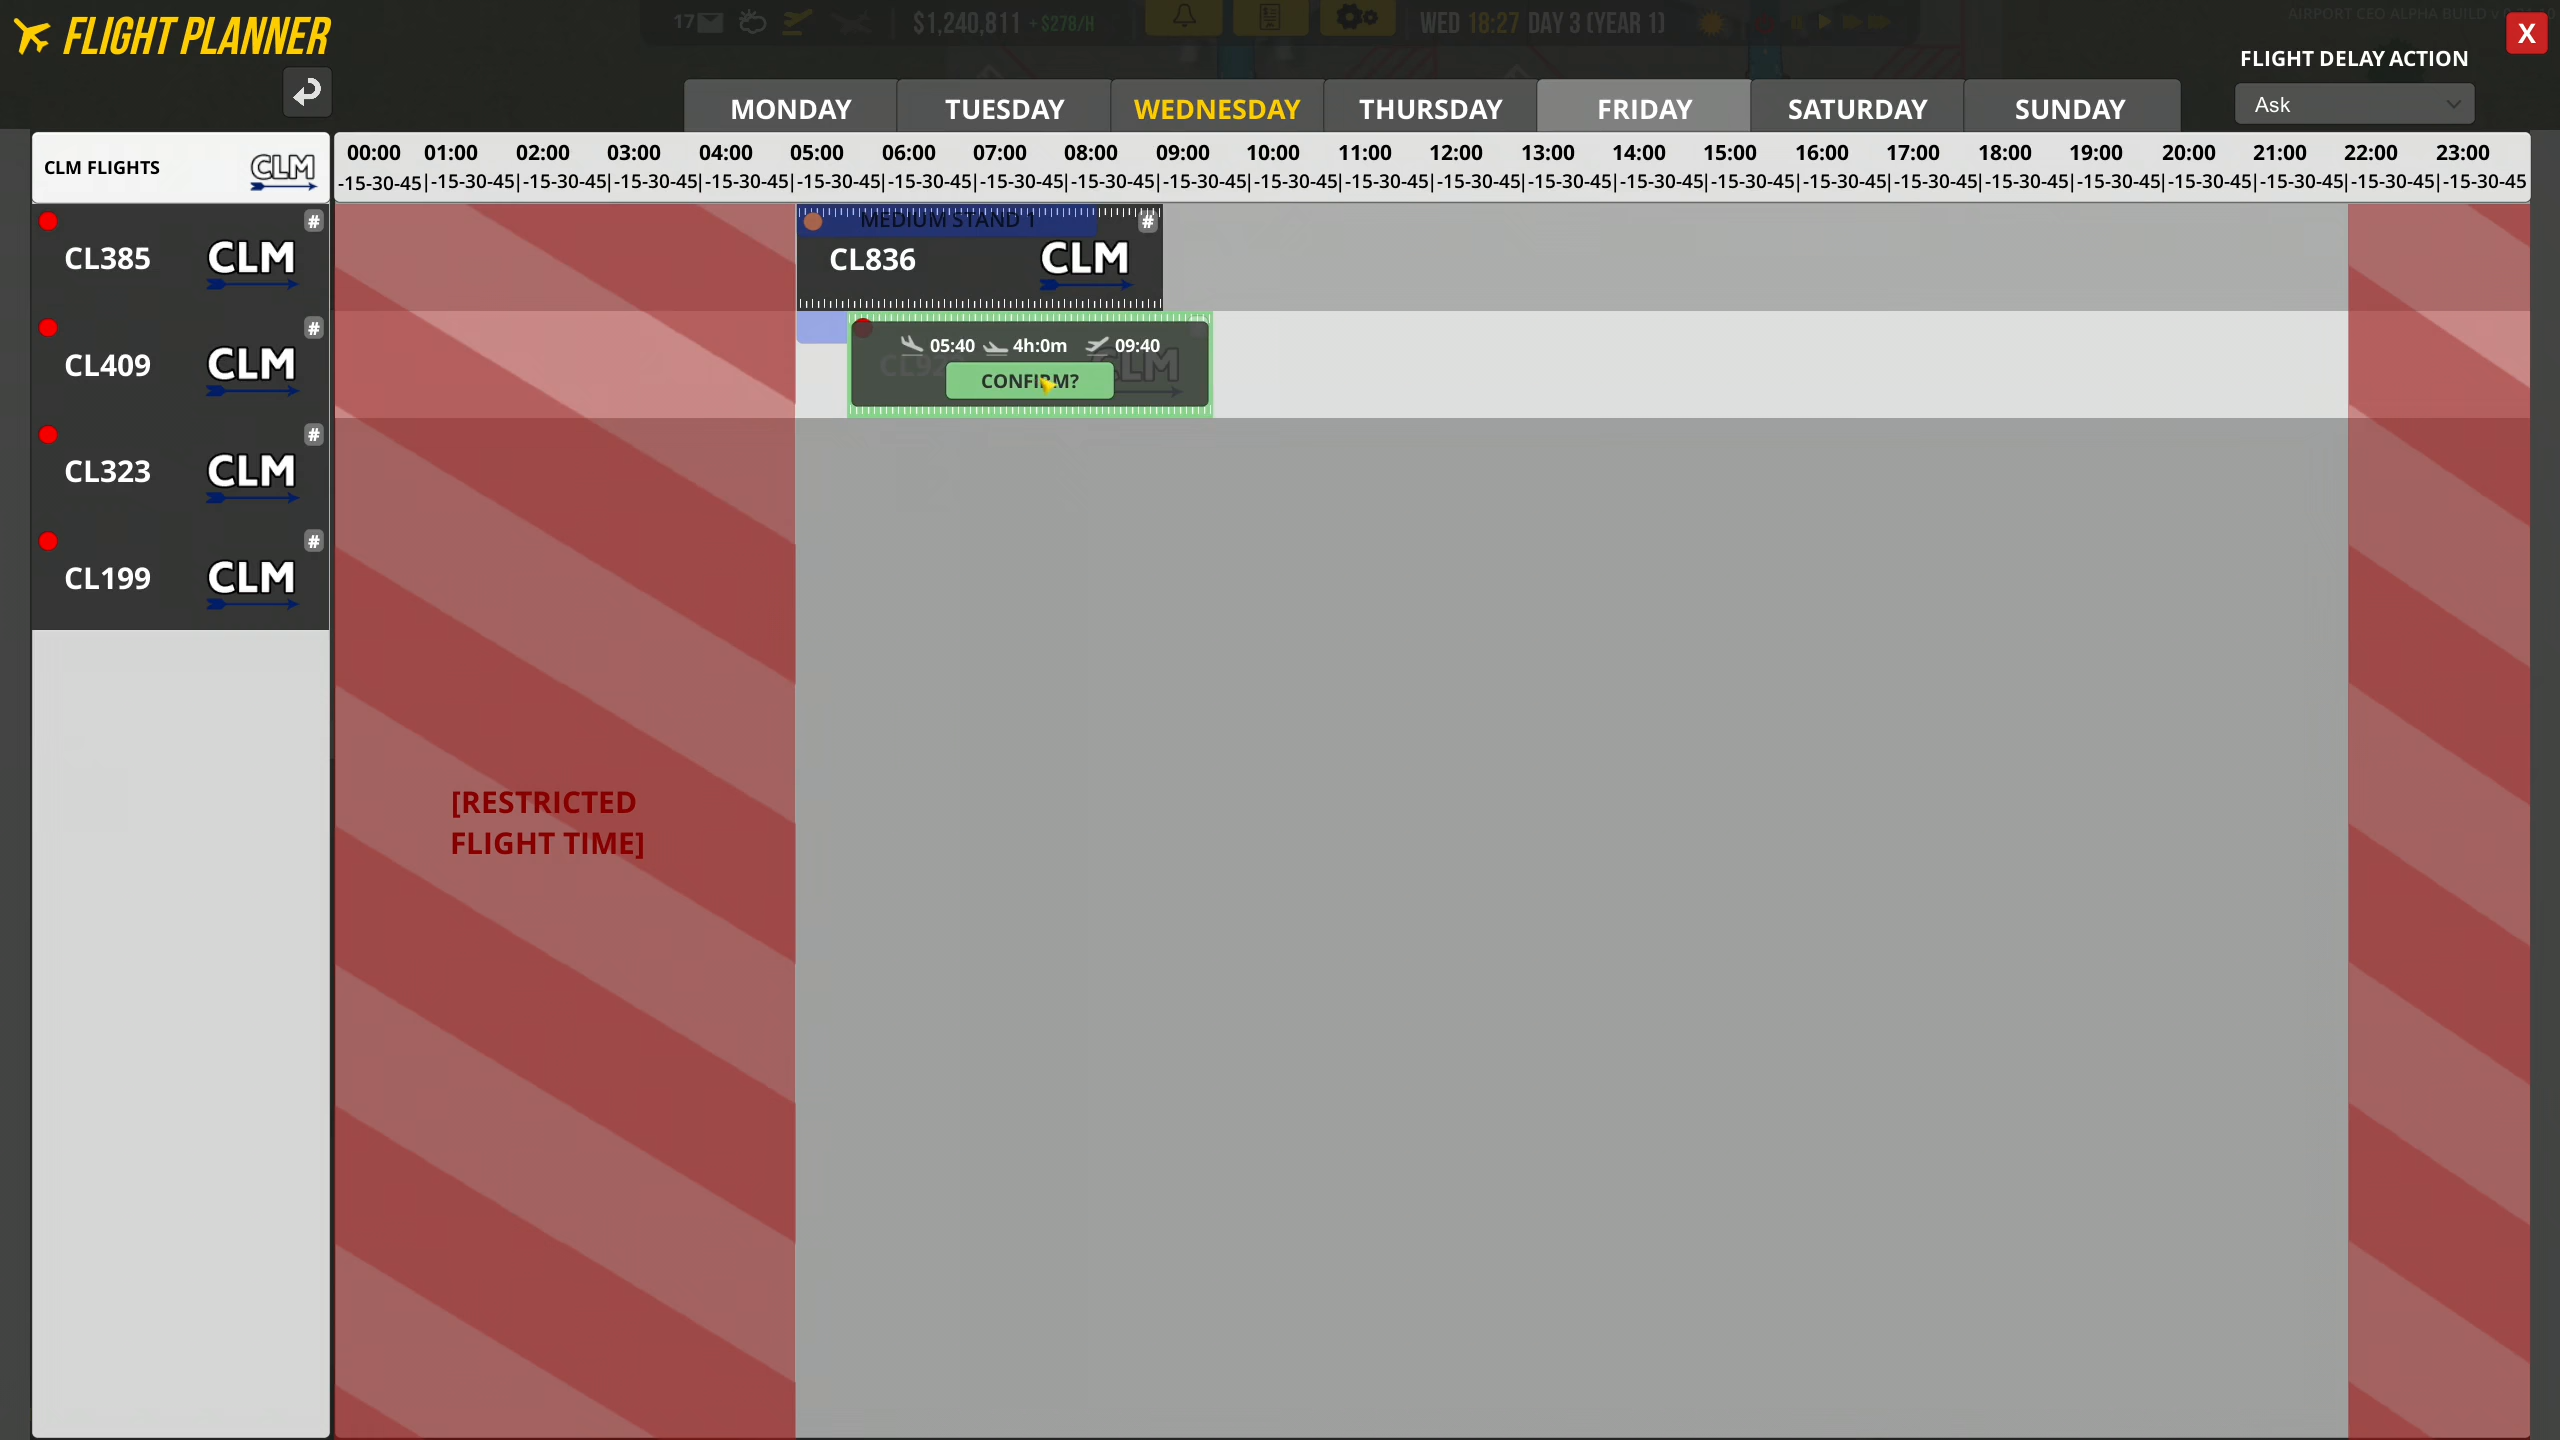 FLIGHT PLANNER
17 $1,240,811 + $278/H WED 18:27 DAY 3 (YEAR 1)
AIRPORT CEO ALPHA BUILD
X
FLIGHT DELAY ACTION
Ask
MONDAY TUESDAY WEDNESDAY THURSDAY FRIDAY SATURDAY SUNDAY
CLM FLIGHTS CLM
00:00 01:00 02:00 03:00 04:00 05:00 06:00 07:00 08:00 09:00 10:00 11:00 12:00 13:00 14:00 15:00 16:00 17:00 18:00 19:00 20:00 21:00 22:00 23:00
-15-30-45|-15-30-45|-15-30-45|-15-30-45|-15-30-45|-15-30-45|-15-30-45|-15-30-45|-15-30-45|-15-30-45|-15-30-45|-15-30-45|-15-30-45|-15-30-45|-15-30-45|-15-30-45|-15-30-45|-15-30-45|-15-30-45|-15-30-45|-15-30-45|-15-30-45|-15-30-45|-15-30-45
#
CL385 CLM
MEDIUM STAND 1 #
CL836 CLM
#
CL409 CLM
05:40 4h:0m 09:40
CONFIRM?
#
CL323 CLM
#
CL199 CLM
[RESTRICTED
FLIGHT TIME]